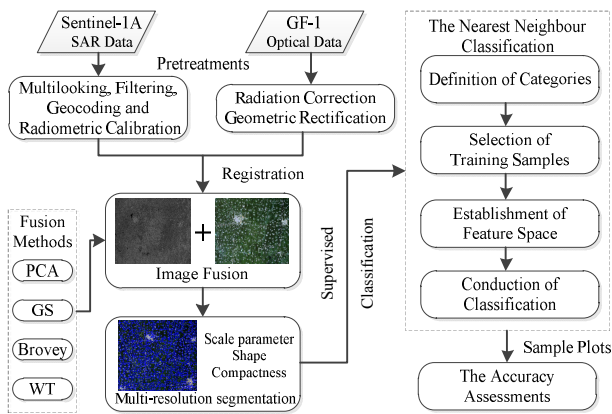 Sentinel-1A
SAR Data
GF-1
Optical Data
Pretreatments
Multilooking, Filtering,
Geocoding and
Radiometric Calibration
Radiation Correction
Geometric Rectification
Registration
Fusion
Methods
PCA
GS
Brovey
WT
+
Image Fusion
Scale parameter
Shape
Compactness
Multi-resolution segmentation
Supervised
Classification
The Nearest Neighbour
Classification
Definition of Categories
Selection of
Training Samples
Establishment of
Feature Space
Conduction of
Classification
Sample Plots
The Accuracy
Assessments